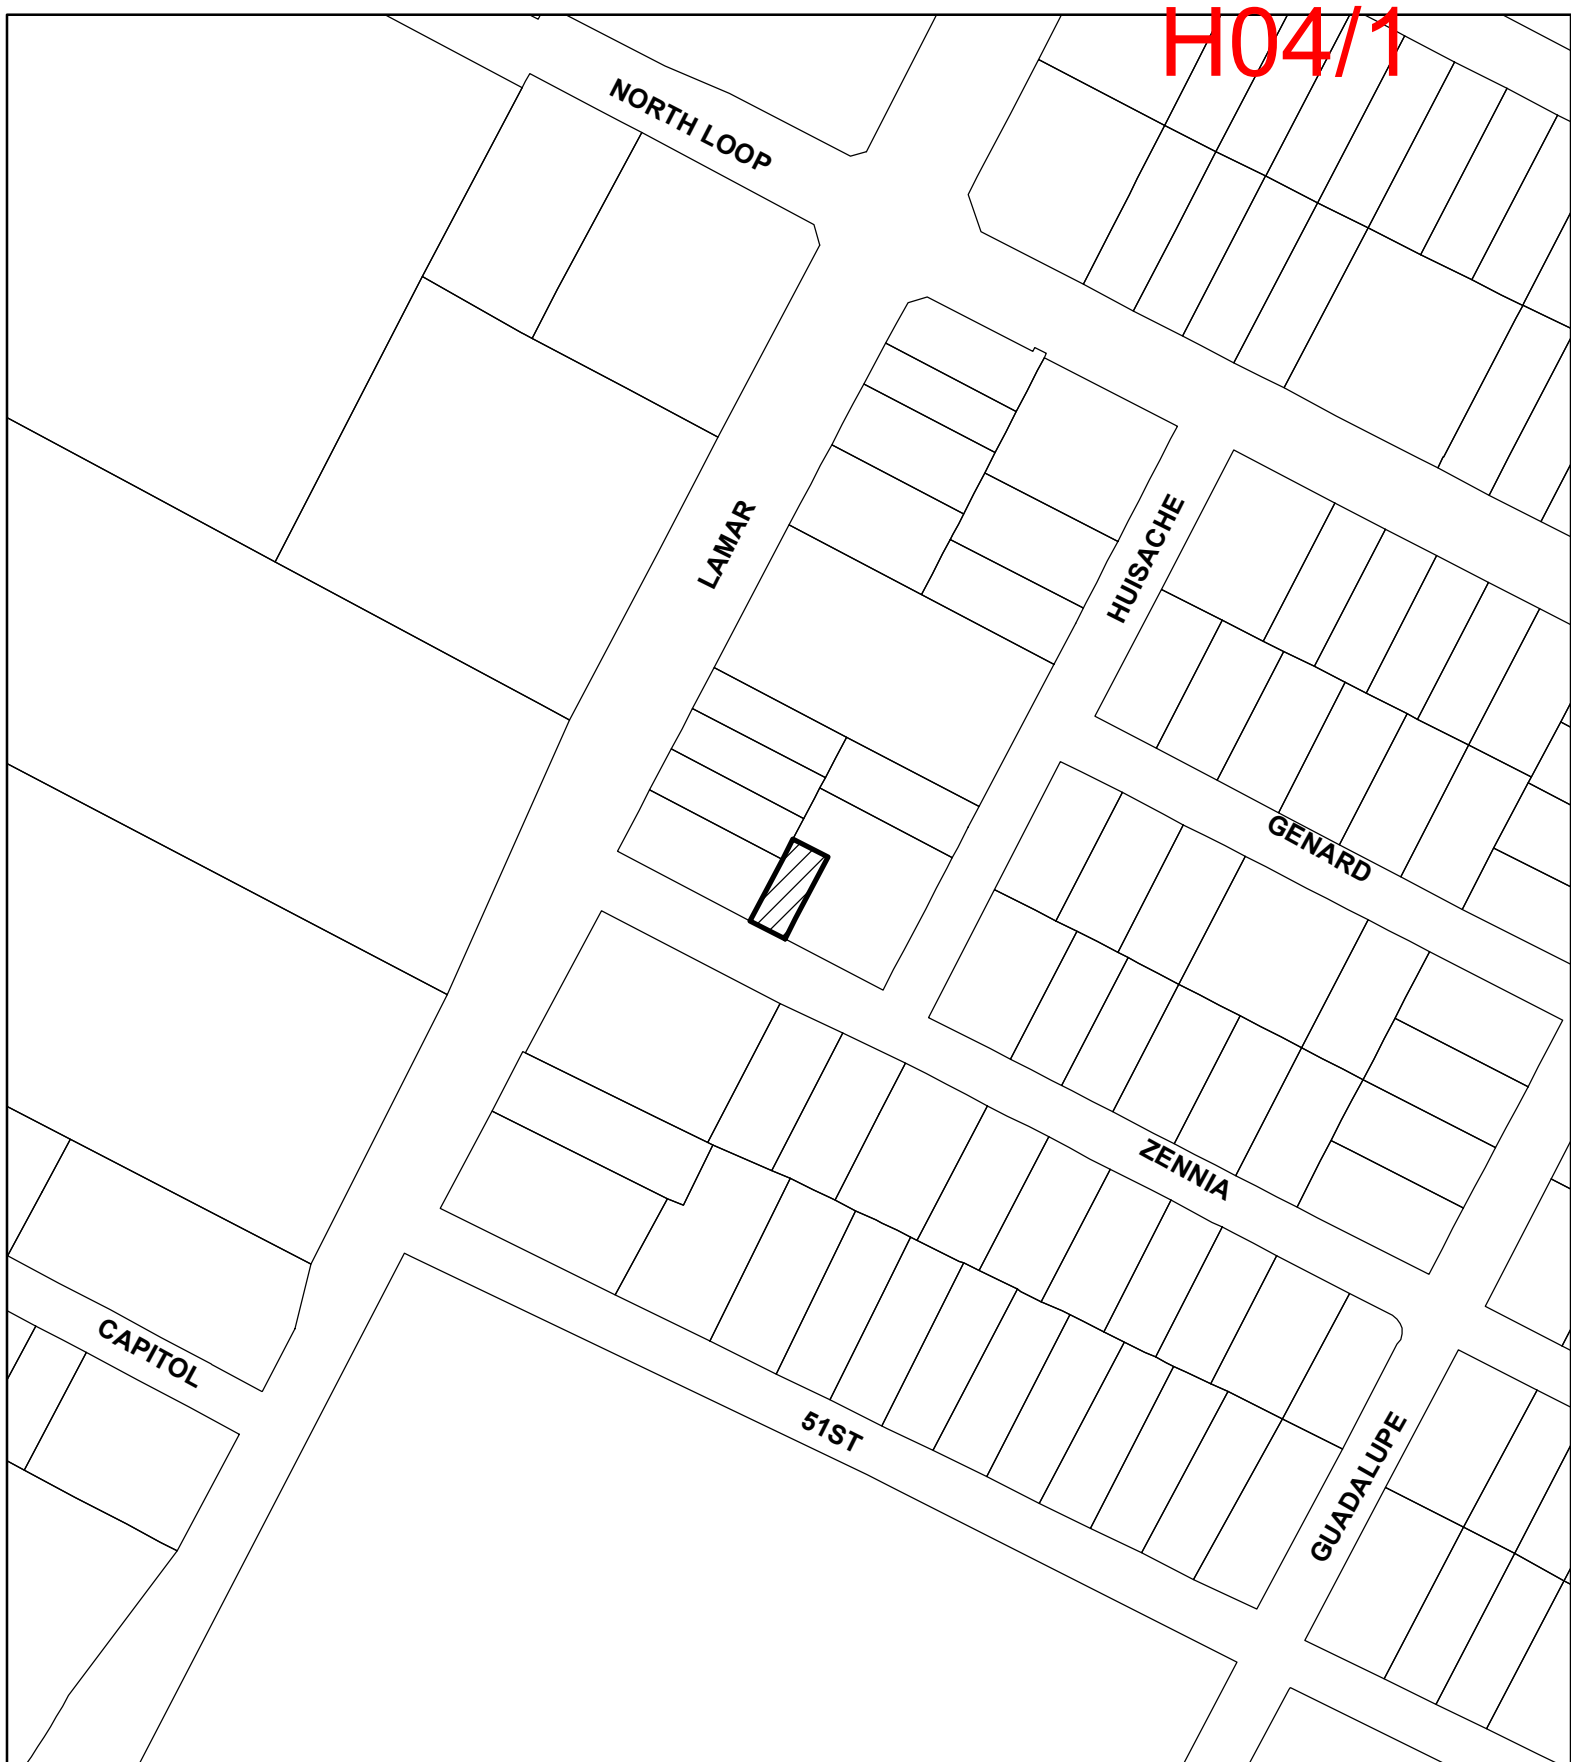 H04/1
NORTH LOOP
LAMAR
HUISACHE
GENARD
ZENNIA
CAPITOL
51ST
GUADALUPE